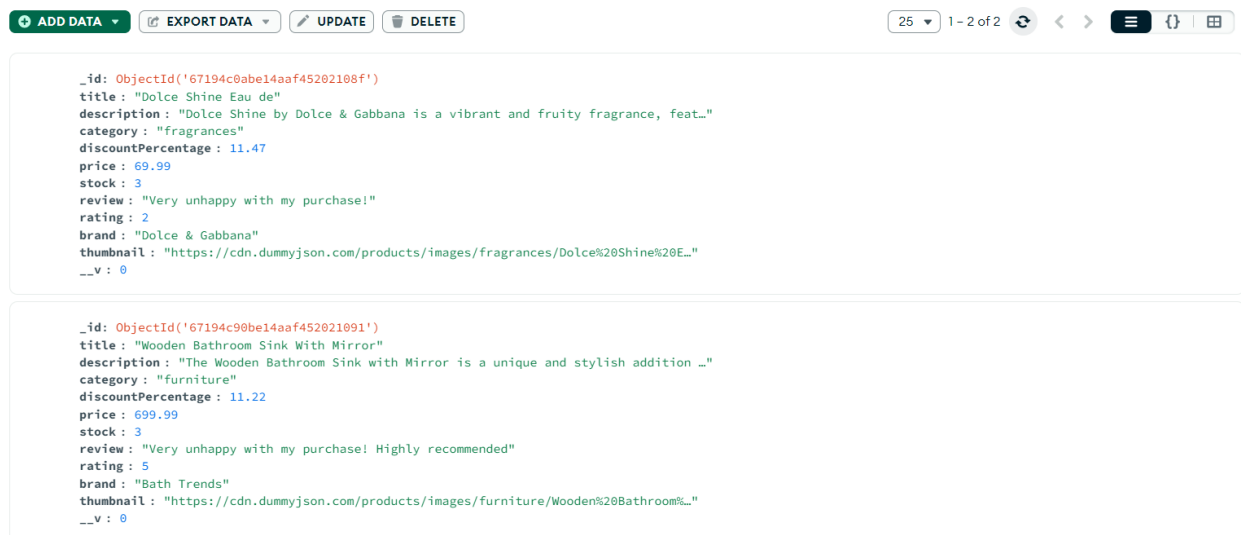 ADD DATA EXPORT DATA UPDATE DELETE 25 1 – 2 of 2 {}
_id: ObjectId('67194c0abe14aaf45202108f')
title : "Dolce Shine Eau de"
description : "Dolce Shine by Dolce & Gabbana is a vibrant and fruity fragrance, feat…"
category : "fragrances"
discountPercentage : 11.47
price : 69.99
stock : 3
review : "Very unhappy with my purchase!"
rating : 2
brand : "Dolce & Gabbana"
thumbnail : "https://cdn.dummyjson.com/products/images/fragrances/Dolce%20Shine%20E…"
__v : 0
_id: ObjectId('67194c90be14aaf452021091')
title : "Wooden Bathroom Sink With Mirror"
description : "The Wooden Bathroom Sink with Mirror is a unique and stylish addition …"
category : "furniture"
discountPercentage : 11.22
price : 699.99
stock : 3
review : "Very unhappy with my purchase! Highly recommended"
rating : 5
brand : "Bath Trends"
thumbnail : "https://cdn.dummyjson.com/products/images/furniture/Wooden%20Bathroom%…"
__v : 0